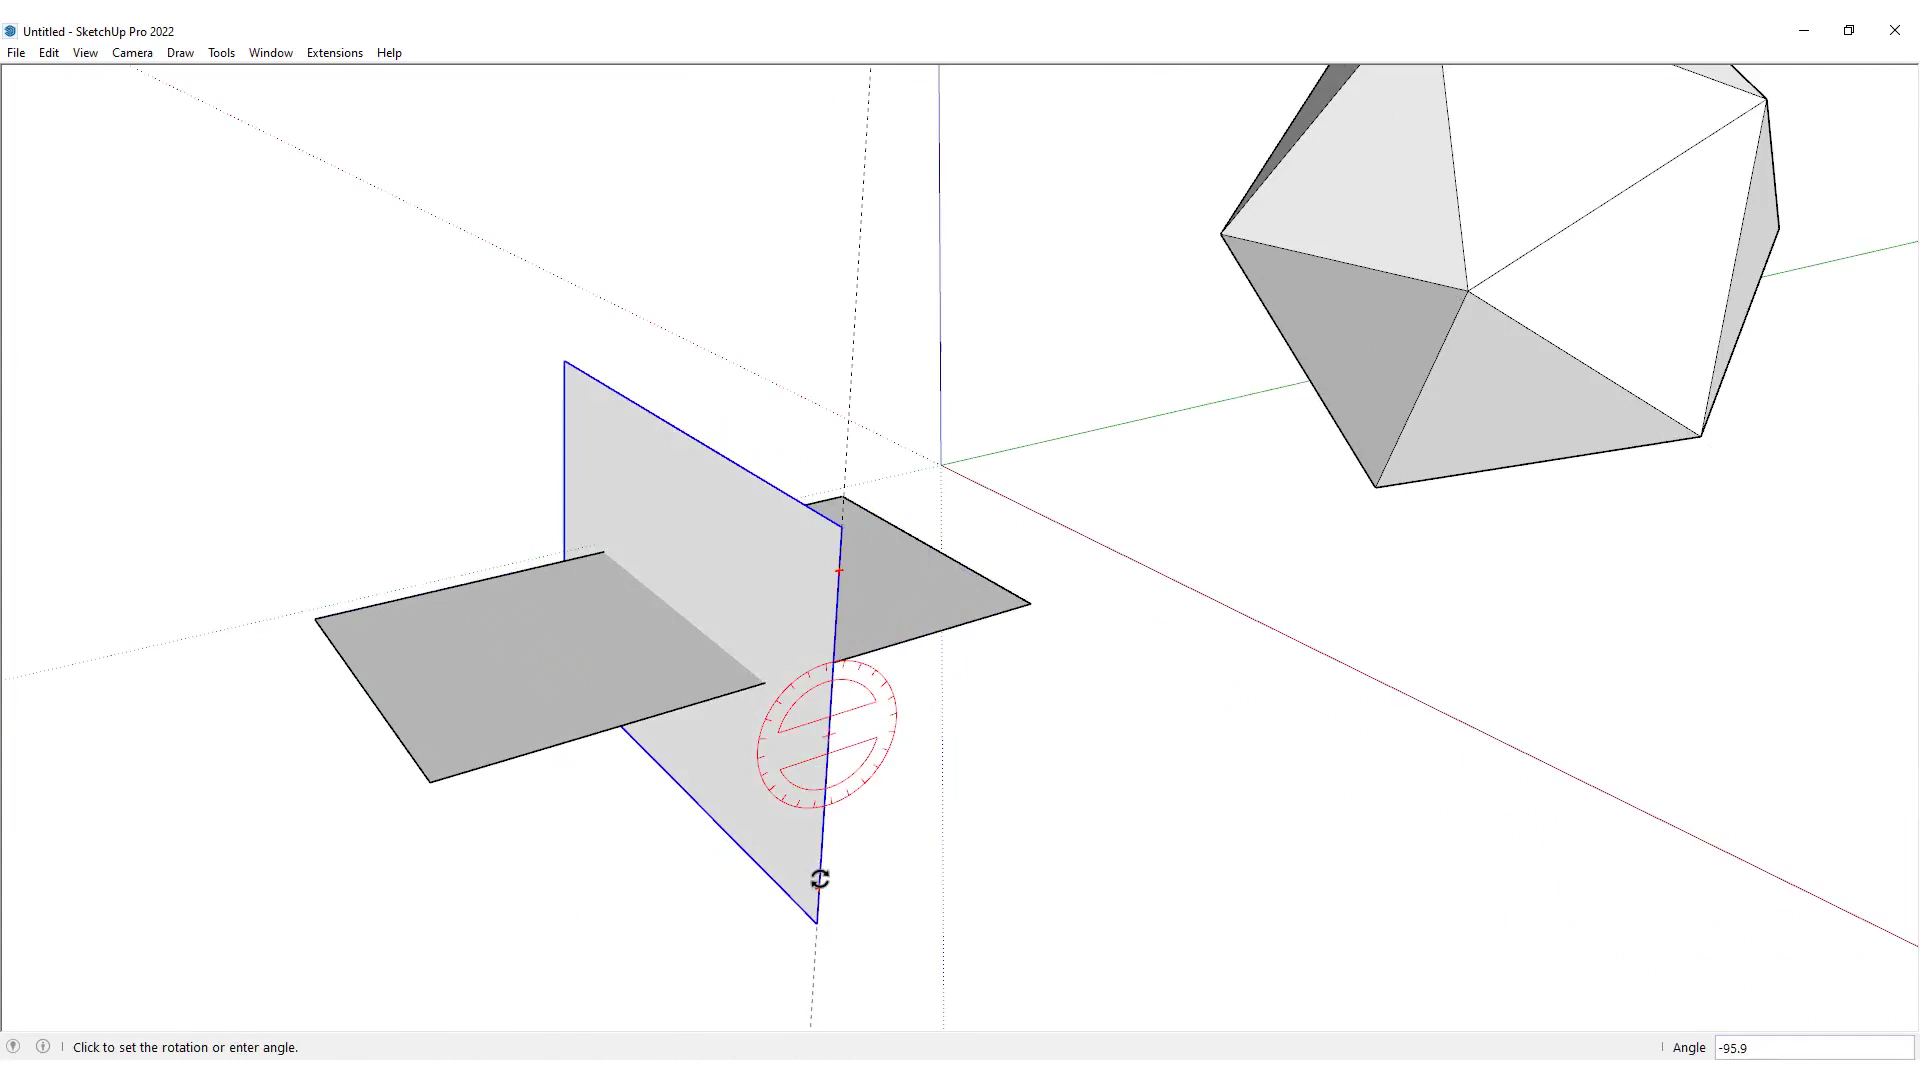 Untitled - SketchUp Pro 2022
File Edit View Camera Draw Tools Window Extensions Help
Click to set the rotation or enter angle.
Angle -95.9